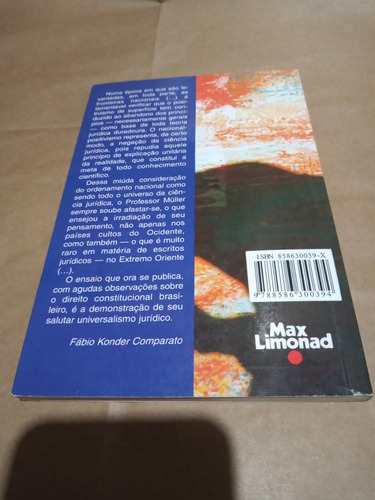 Numa época em que são le-
vantadas, em toda parte, as
fronteiras nacionais (...) é
lamentável verificar que o posi-
tivismo de superfície tem con-
duzido ao abandono dos princí-
pios — necessariamente gerais
— como base de toda teoria
jurídica duradoura. O nacional-
positivismo representa, de certo
modo, a negação da ciência
jurídica, pois repudia aquele
princípio de explicação unitária
da realidade, que constitui a
meta de todo conhecimento
científico.
Dessa miúda consideração
do ordenamento nacional como
sendo todo o universo da ciên-
cia jurídica, o Professor Müller
sempre soube afastar-se, o que
ensejou a irradiação de seu
pensamento, não apenas nos
países cultos do Ocidente,
como também — o que é muito
raro em matéria de escritos
jurídicos — no Extremo Oriente
(...).
O ensaio que ora se publica,
com agudas observações sobre
o direito constitucional brasi-
leiro, é a demonstração de seu
salutar universalismo jurídico.
Fábio Konder Comparato
ISBN 858630039-X
9 788586 300394
Max
Limonad